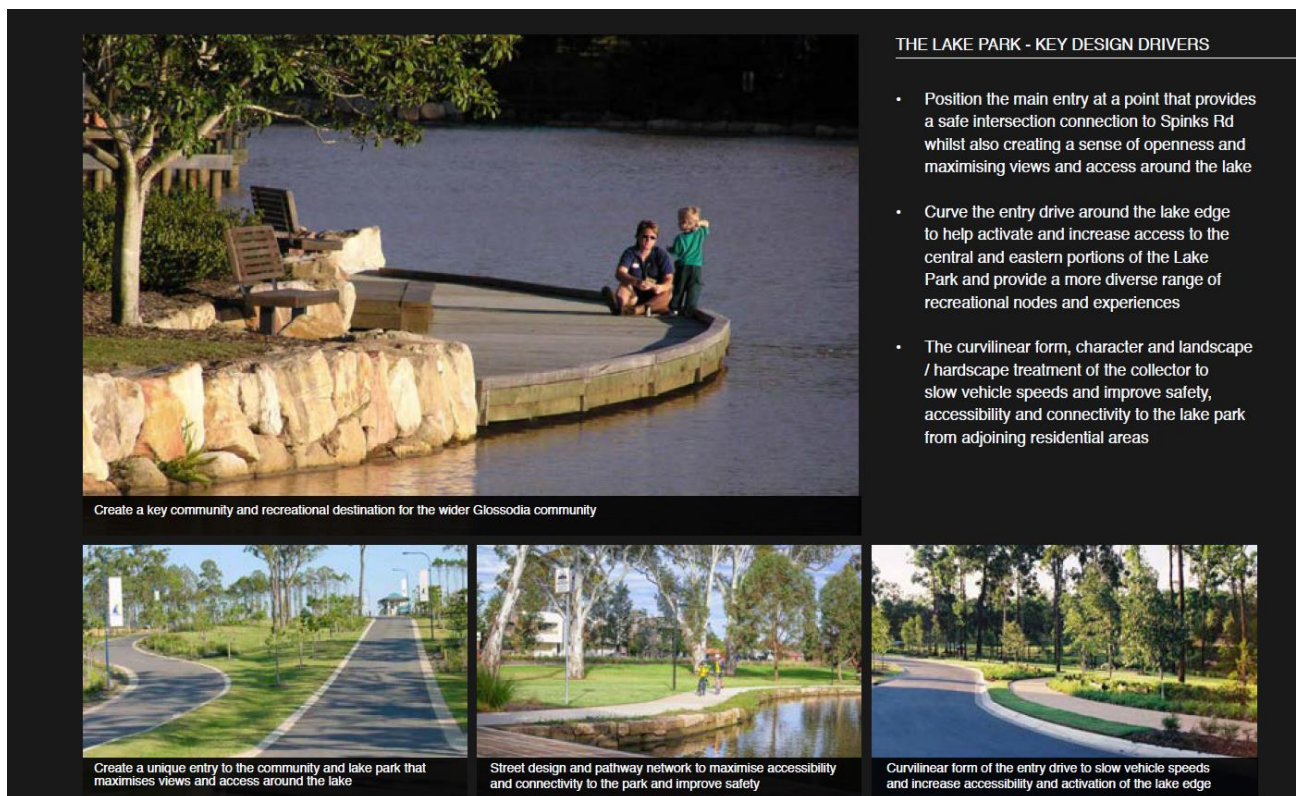 THE LAKE PARK - KEY DESIGN DRIVERS
• Position the main entry at a point that provides
a safe intersection connection to Spinks Rd
whilst also creating a sense of openness and
maximising views and access around the lake
• Curve the entry drive around the lake edge
to help activate and increase access to the
central and eastern portions of the Lake
Park and provide a more diverse range of
recreational nodes and experiences
• The curvilinear form, character and landscape
/ hardscape treatment of the collector to
slow vehicle speeds and improve safety,
accessibility and connectivity to the lake park
from adjoining residential areas
Create a key community and recreational destination for the wider Glossodia community
Create a unique entry to the community and lake park that
maximises views and access around the lake
Street design and pathway network to maximise accessibility
and connectivity to the park and improve safety
Curvilinear form of the entry drive to slow vehicle speeds
and increase accessibility and activation of the lake edge